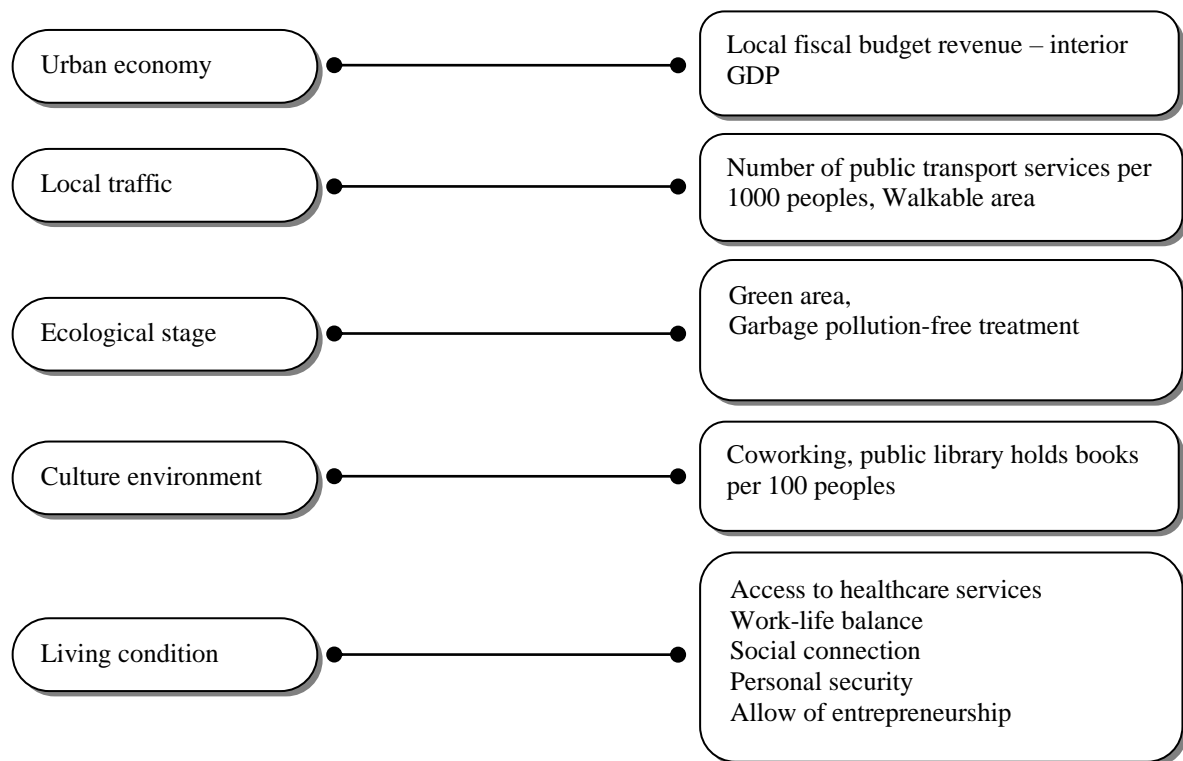 Urban economy
Local fiscal budget revenue – interior
GDP
Local traffic
Number of public transport services per
1000 peoples, Walkable area
Ecological stage
Green area,
Garbage pollution-free treatment
Culture environment
Coworking, public library holds books
per 100 peoples
Living condition
Access to healthcare services
Work-life balance
Social connection
Personal security
Allow of entrepreneurship